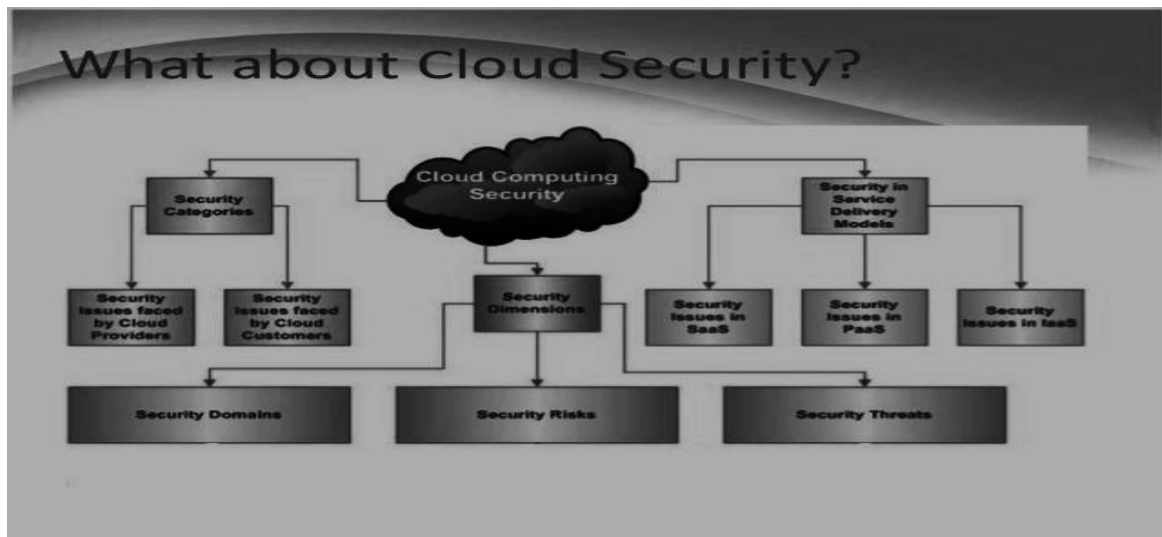 What about Cloud Security?
Cloud Computing
Security
Security
Categories
Security in
Service
Delivery
Models
Security
Issues faced
by Cloud
Providers
Security
Issues faced
by Cloud
Customers
Security
Dimensions
Security
Issues in
SaaS
Security
Issues in
PaaS
Security
Issues in IaaS
Security Domains
Security Risks
Security Threats